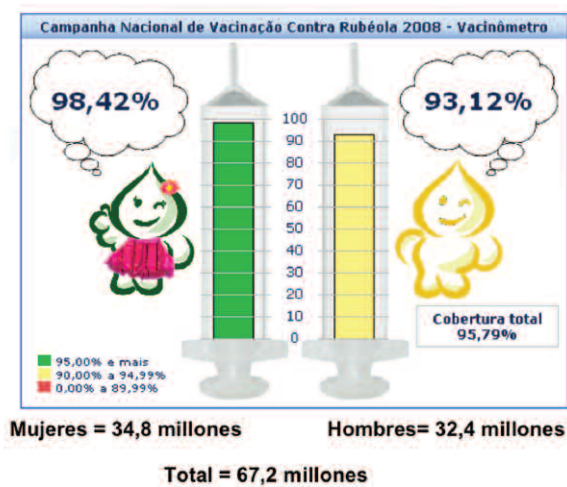 Campanha Nacional de Vacinação Contra Rubéola 2008 - Vacinômetro
98,42%
93,12%
100
90
80
70
60
50
40
30
20
10
0
Cobertura total
95,79%
95,00% e mais
90,00% a 94,99%
0,00% a 89,99%
Mujeres = 34,8 millones
Hombres= 32,4 millones
Total = 67,2 millones